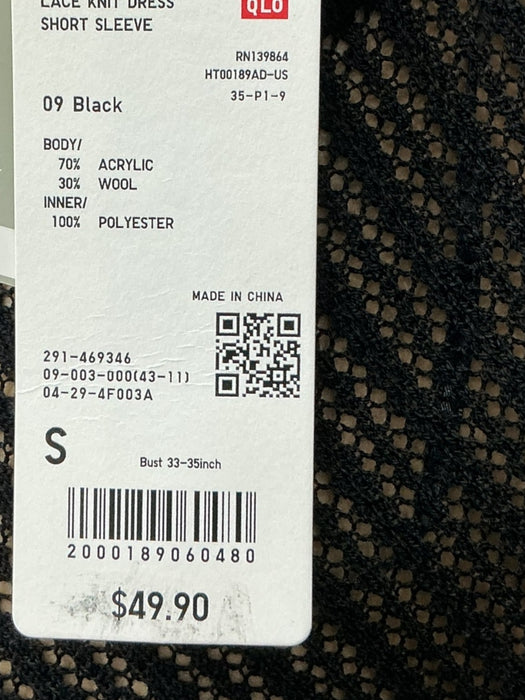 LACE KNIT DRESS
SHORT SLEEVE
QLO
RN139864
HT00189AD-US
35-P1-9
09 Black
BODY/
70% ACRYLIC
30% WOOL
INNER/
100% POLYESTER
MADE IN CHINA
291-469346
09-003-000(43-11)
04-29-4F003A
S
Bust 33-35inch
2000189060480
$49.90